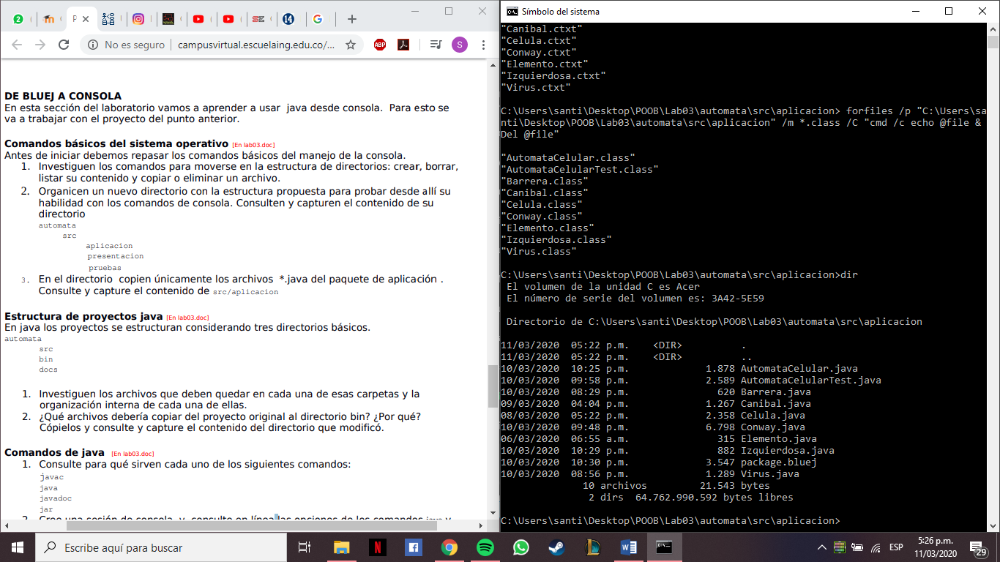 2
P
14
SZ
No es seguro
campusvirtual.escuelaing.edu.co/...
ABP
S
DE BLUEJ A CONSOLA
En esta sección del laboratorio vamos a aprender a usar java desde consola. Para esto se
va a trabajar con el proyecto del punto anterior.
Comandos básicos del sistema operativo [En lab03.doc]
Antes de iniciar debemos repasar los comandos básicos del manejo de la consola.
1. Investiguen los comandos para moverse en la estructura de directorios: crear, borrar,
listar su contenido y copiar o eliminar un archivo.
2. Organicen un nuevo directorio con la estructura propuesta para probar desde allí su
habilidad con los comandos de consola. Consulten y capturen el contenido de su
directorio
automata
src
aplicacion
presentacion
pruebas
3. En el directorio copien únicamente los archivos *.java del paquete de aplicación .
Consulte y capture el contenido de src/aplicacion
Estructura de proyectos java [En lab03.doc]
En java los proyectos se estructuran considerando tres directorios básicos.
automata
src
bin
docs
1. Investiguen los archivos que deben quedar en cada una de esas carpetas y la
organización interna de cada una de ellas.
2. ¿Qué archivos debería copiar del proyecto original al directorio bin? ¿Por qué?
Cópielos y consulte y capture el contenido del directorio que modificó.
Comandos de java [En lab03.doc]
1. Consulte para qué sirven cada uno de los siguientes comandos:
javac
java
javadoc
jar
2. Cree una sesión de consola y consulte en línea las opciones de los comandos java y
Símbolo del sistema
"Canibal.ctxt"
"Celula.ctxt"
"Conway.ctxt"
"Elemento.ctxt"
"Izquierdosa.ctxt"
"Virus.ctxt"
C:\Users\santi\Desktop\POOB\Lab03\automata\src\aplicacion> forfiles /p "C:\Users\sa
nti\Desktop\POOB\Lab03\automata\src\aplicacion" /m *.class /C "cmd /c echo @file &
Del @file"
"AutomataCelular.class"
"AutomataCelularTest.class"
"Barrera.class"
"Canibal.class"
"Celula.class"
"Conway.class"
"Elemento.class"
"Izquierdosa.class"
"Virus.class"
C:\Users\santi\Desktop\POOB\Lab03\automata\src\aplicacion>dir
El volumen de la unidad C es Acer
El número de serie del volumen es: 3A42-5E59
Directorio de C:\Users\santi\Desktop\POOB\Lab03\automata\src\aplicacion
11/03/2020 05:22 p.m. <DIR> .
11/03/2020 05:22 p.m. <DIR> ..
10/03/2020 10:25 p.m. 1.878 AutomataCelular.java
10/03/2020 09:58 p.m. 2.589 AutomataCelularTest.java
10/03/2020 08:29 p.m. 620 Barrera.java
09/03/2020 04:04 p.m. 1.267 Canibal.java
08/03/2020 05:22 p.m. 2.358 Celula.java
10/03/2020 09:48 p.m. 6.798 Conway.java
06/03/2020 06:55 a.m. 315 Elemento.java
10/03/2020 10:29 p.m. 882 Izquierdosa.java
10/03/2020 10:30 p.m. 3.547 package.bluej
10/03/2020 08:56 p.m. 1.289 Virus.java
10 archivos 21.543 bytes
2 dirs 64.762.990.592 bytes libres
C:\Users\santi\Desktop\POOB\Lab03\automata\src\aplicacion>
Escribe aquí para buscar
ESP
5:26 p.m.
11/03/2020
29